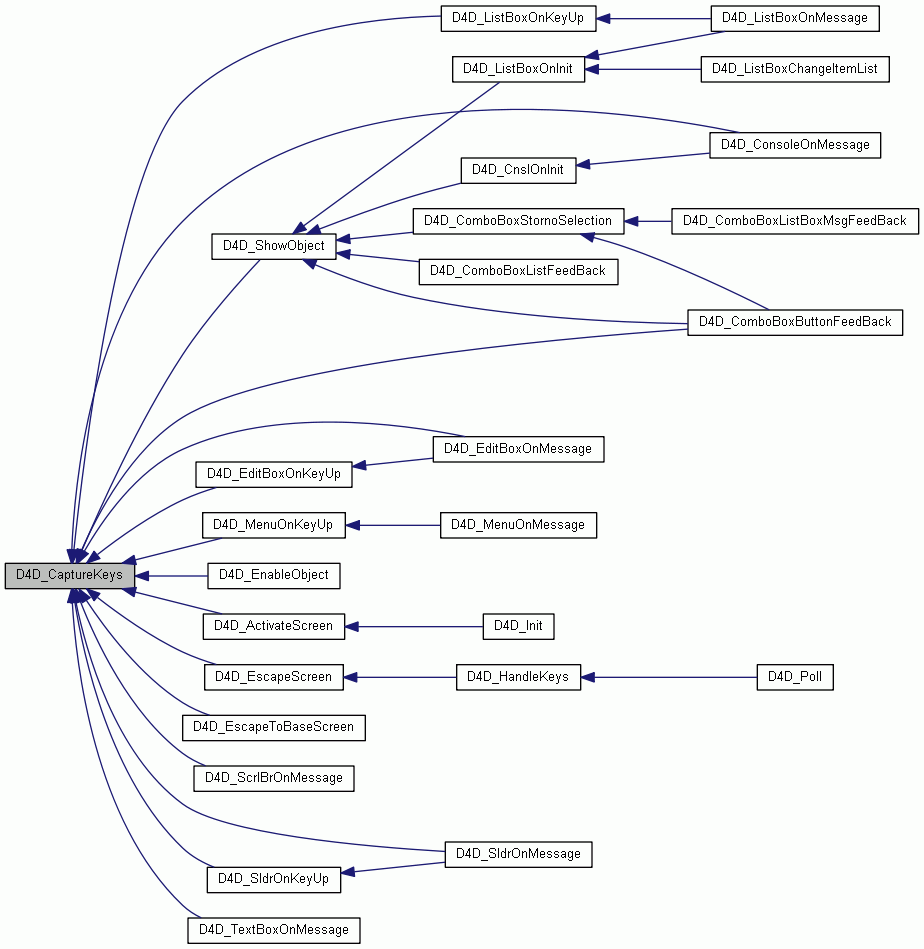 D4D_ListBoxOnKeyUp
D4D_ListBoxOnMessage
D4D_ListBoxOnInit
D4D_ListBoxChangeItemList
D4D_ConsoleOnMessage
D4D_CnslOnInit
D4D_ComboBoxStornoSelection
D4D_ComboBoxListBoxMsgFeedBack
D4D_ShowObject
D4D_ComboBoxListFeedBack
D4D_ComboBoxButtonFeedBack
D4D_EditBoxOnMessage
D4D_EditBoxOnKeyUp
D4D_MenuOnKeyUp
D4D_MenuOnMessage
D4D_CaptureKeys
D4D_EnableObject
D4D_ActivateScreen
D4D_Init
D4D_EscapeScreen
D4D_HandleKeys
D4D_Poll
D4D_EscapeToBaseScreen
D4D_ScrlBrOnMessage
D4D_SldrOnMessage
D4D_SldrOnKeyUp
D4D_TextBoxOnMessage